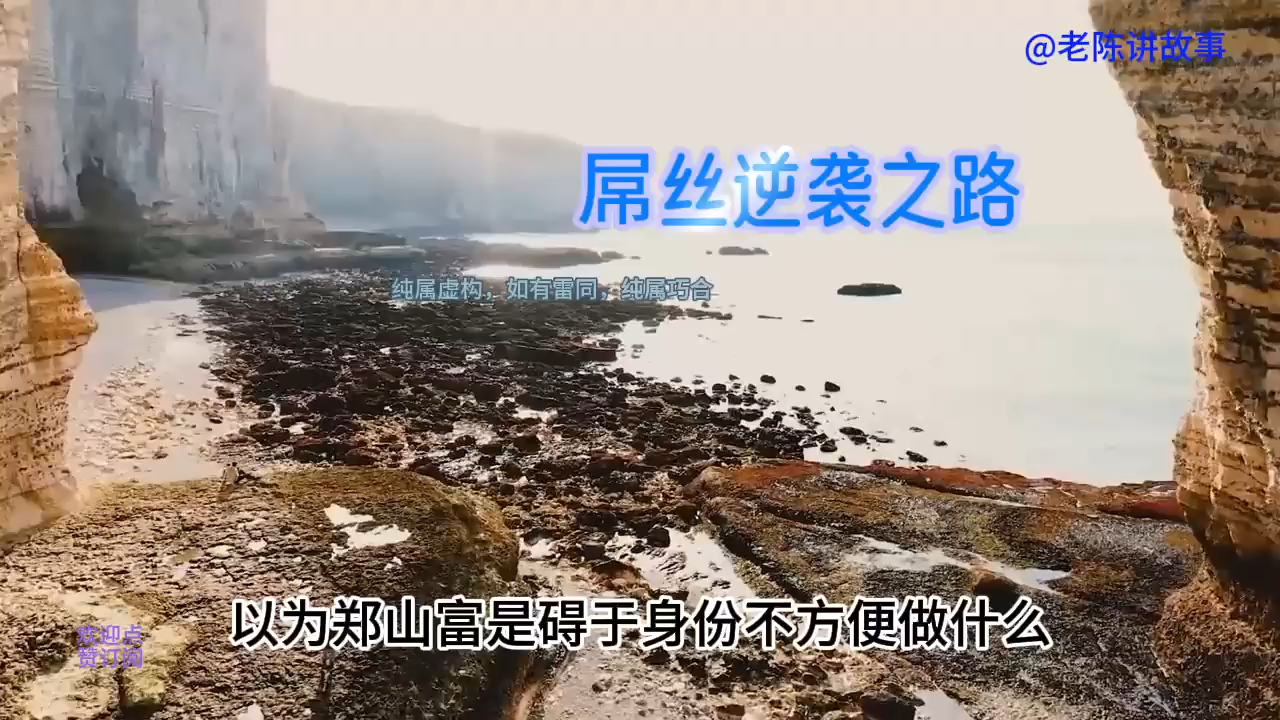 @老陈讲故事
屌丝逆袭之路
纯属虚构，如有雷同，纯属巧合
以为郑山富是碍于身份不方便做什么
欢迎点
赞订阅